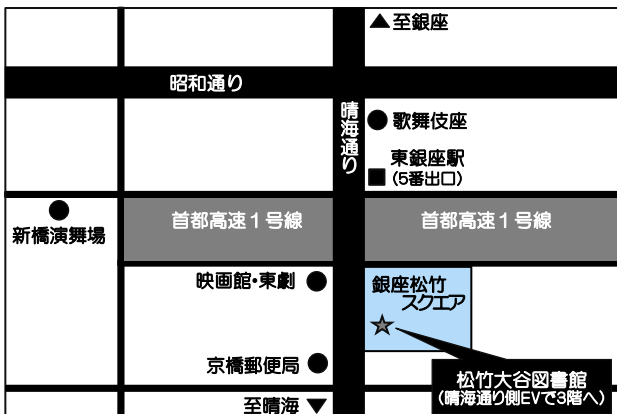 ▲至銀座
昭和通り
晴海通り
●歌舞伎座
東銀座駅
■(5番出口)
新橋演舞場
首都高速1号線
首都高速1号線
映画館・東劇●
銀座松竹
スクエア
京橋郵便局●
松竹大谷図書館
(晴海通り側EVで3階へ)
至晴海▼